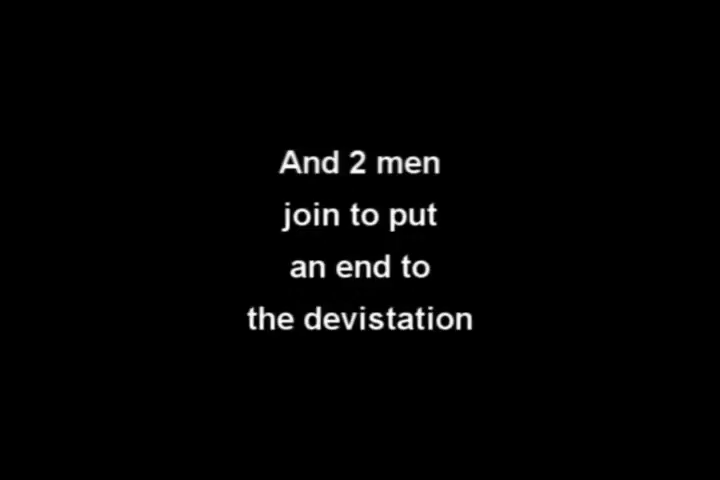 And 2 men
join to put
an end to
the devistation